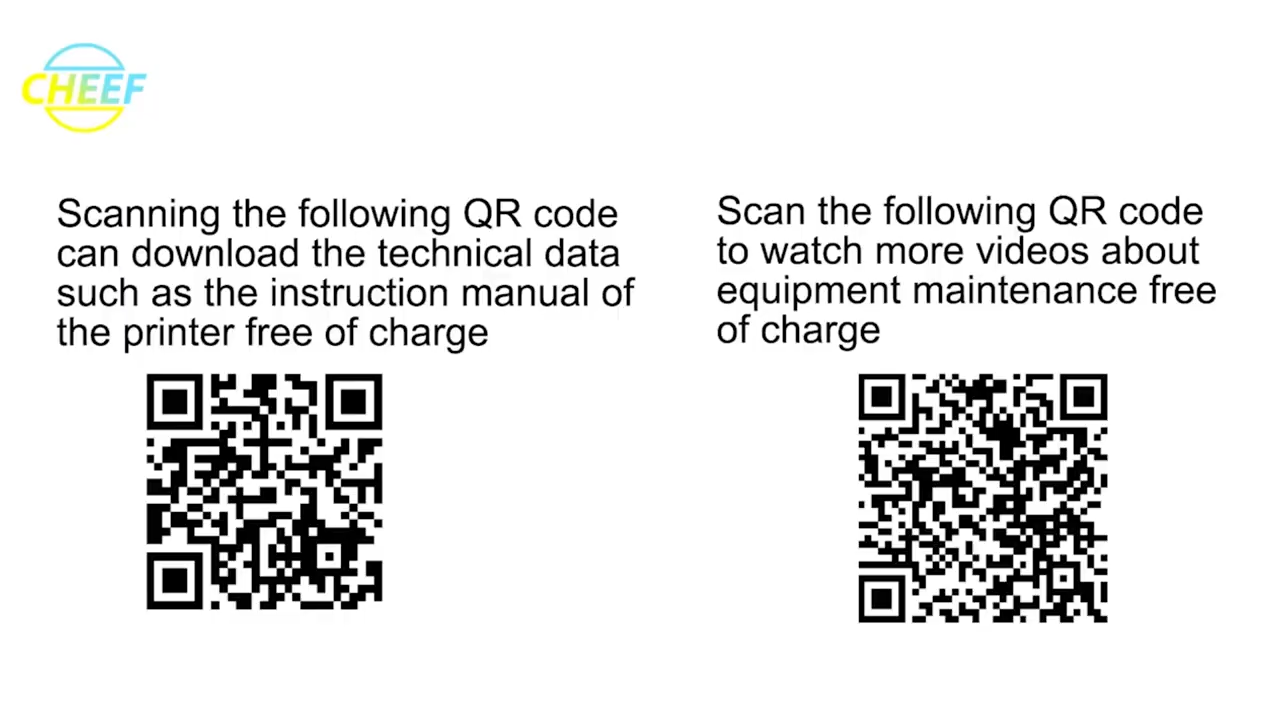 CHEEF
Scanning the following QR code
can download the technical data
such as the instruction manual of
the printer free of charge
Scan the following QR code
to watch more videos about
equipment maintenance free
of charge